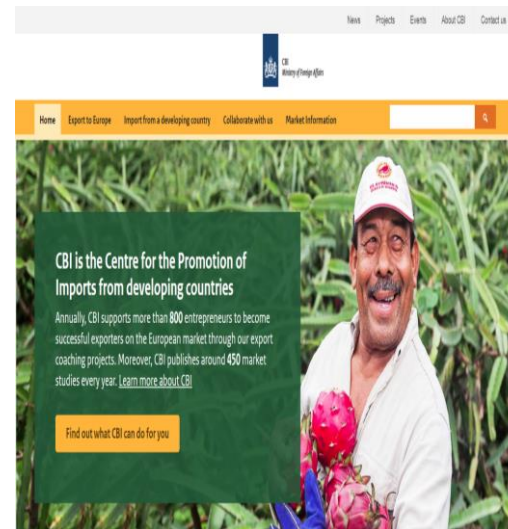 News Projects Events About CBI Contact us
CBI
Ministry of Foreign Affairs
Home Export to Europe Import from a developing country Collaborate with us Market Information
CBI is the Centre for the Promotion of
Imports from developing countries
Annually, CBI supports more than 800 entrepreneurs to become
successful exporters on the European market through our export
coaching projects. Moreover, CBI publishes around 450 market
studies every year. Learn more about CBI
Find out what CBI can do for you